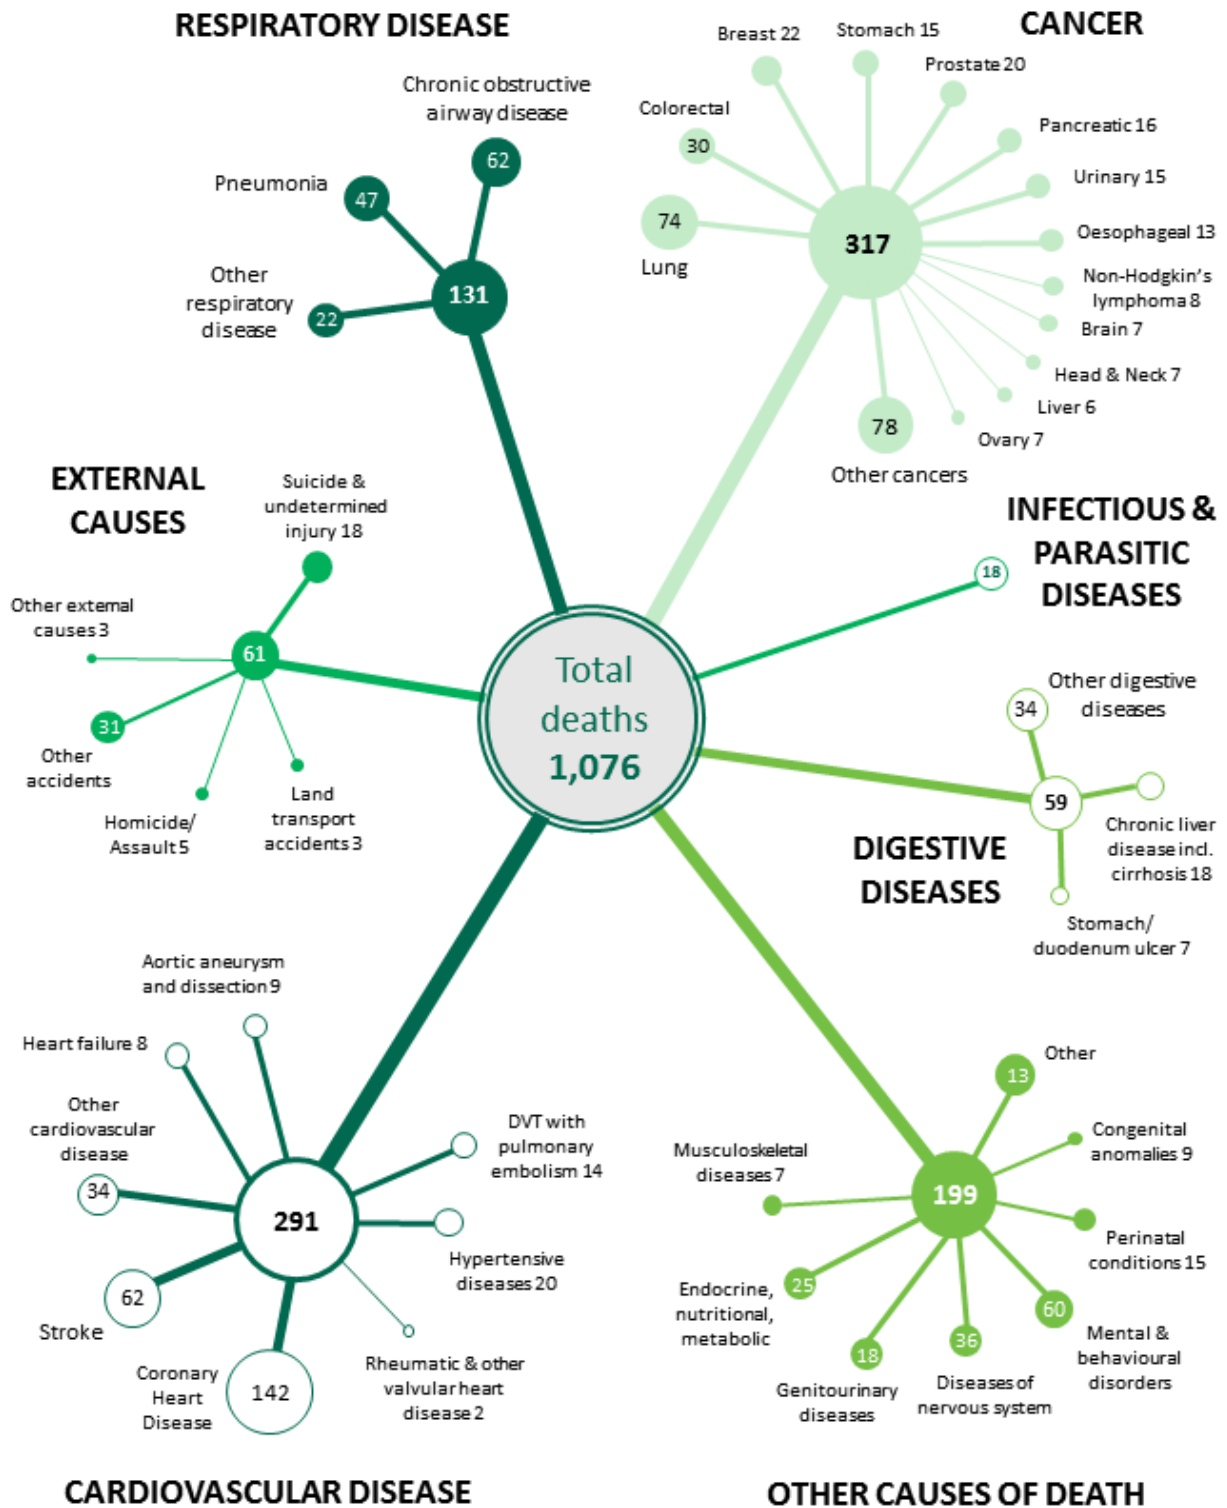 RESPIRATORY DISEASE
Chronic obstructive
airway disease
62
Pneumonia
47
Other
respiratory
disease
22
131
CANCER
Breast 22
Stomach 15
Prostate 20
Colorectal
30
Pancreatic 16
Urinary 15
74
Lung
317
Oesophageal 13
Non-Hodgkin's
lymphoma 8
Brain 7
Head & Neck 7
Liver 6
Ovary 7
78
Other cancers
EXTERNAL
CAUSES
Suicide &
undetermined
injury 18
Other external
causes 3
61
31
Other
accidents
Homicide/
Assault 5
Land
transport
accidents 3
Total
deaths
1,076
INFECTIOUS &
PARASITIC
DISEASES
18
Other digestive
diseases
34
59
Chronic liver
disease incl.
cirrhosis 18
Stomach/
duodenum ulcer 7
DIGESTIVE
DISEASES
Aortic aneurysm
and dissection 9
Heart failure 8
Other
cardiovascular
disease
34
DVT with
pulmonary
embolism 14
291
Hypertensive
diseases 20
62
Stroke
Coronary
Heart
Disease
142
Rheumatic & other
valvular heart
disease 2
CARDIOVASCULAR DISEASE
Other
13
Congenital
anomalies 9
Musculoskeletal
diseases 7
199
Perinatal
conditions 15
Endocrine,
nutritional,
metabolic
25
60
Mental &
behavioural
disorders
18
Genitourinary
diseases
36
Diseases of
nervous system
OTHER CAUSES OF DEATH